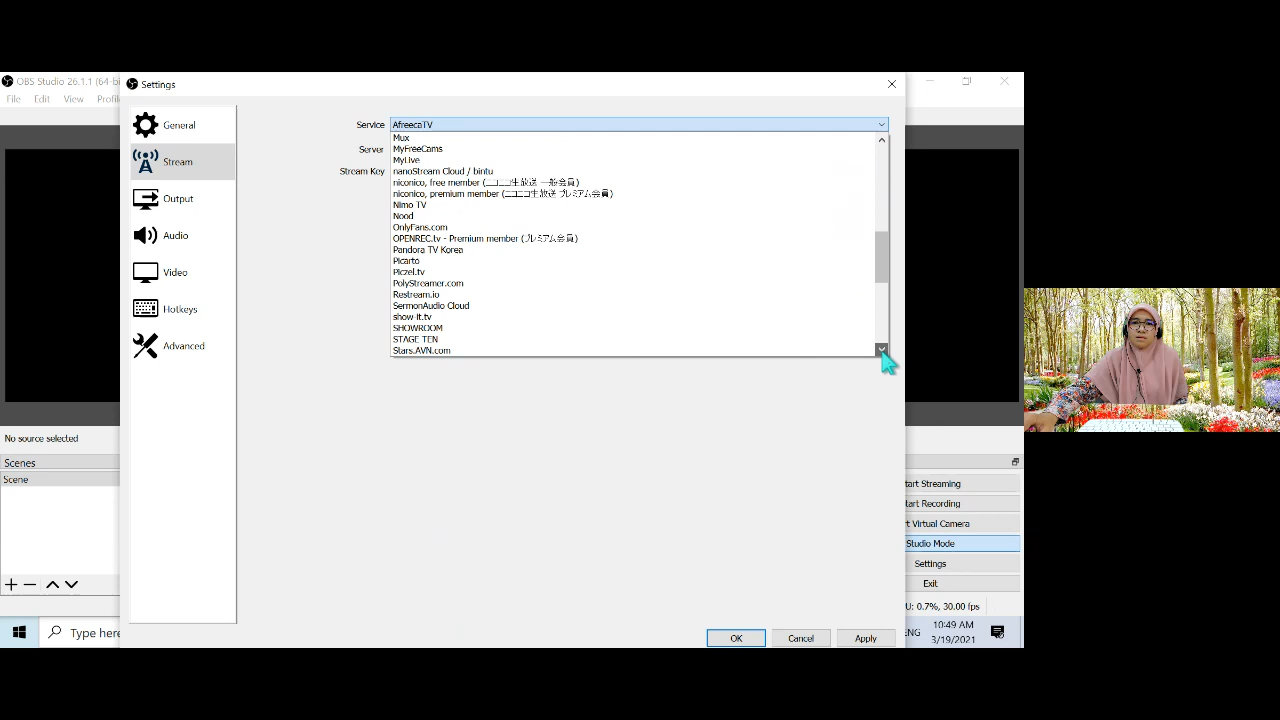 OBS Studio 26.1.1 (64-bi
Settings
File Edit View Profil
General
Stream
Output
Audio
Video
Hotkeys
Advanced
Service AfreecaTV
Server
Stream Key
Mux
MyFreeCams
MyLive
nanoStream Cloud / bintu
niconico, free member (ニコニコ生放送 一般会員)
niconico, premium member (ニコニコ生放送 プレミアム会員)
Nimo TV
Nood
OnlyFans.com
OPENREC.tv - Premium member (プレミアム会員)
Pandora TV Korea
Picarto
Piczel.tv
PolyStreamer.com
Restream.io
SermonAudio Cloud
show-it.tv
SHOWROOM
STAGE TEN
Stars.AVN.com
No source selected
Scenes
Scene
tart Streaming
tart Recording
rt Virtual Camera
Studio Mode
Settings
Exit
U: 0.7%, 30.00 fps
OK Cancel Apply
Type here
ENG
10:49 AM
3/19/2021